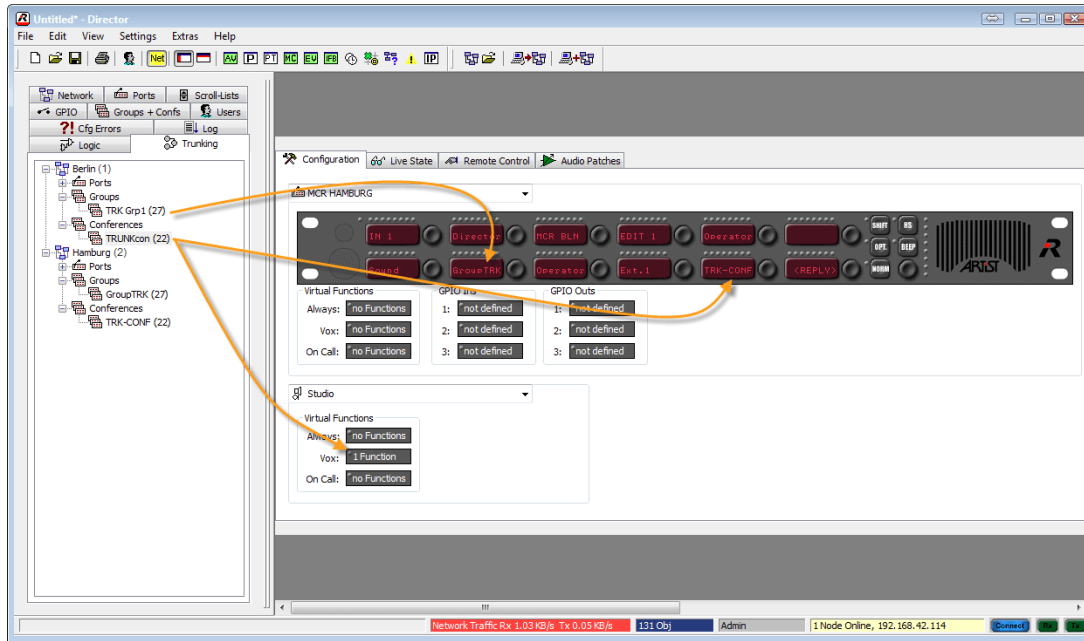 Untitled* - Director
File Edit View Settings Extras Help
Net AV P PT MC EV IFB IP
Network Ports Scroll-Lists
GPIO Groups + Confs Users
?! Cfg Errors Log
Logic Trunking
Berlin (1)
Ports
Groups
TRK Grp1 (27)
Conferences
TRUNKcon (22)
Hamburg (2)
Ports
Groups
GroupTRK (27)
Conferences
TRK-CONF (22)
Configuration Live State Remote Control Audio Patches
MCR HAMBURG
IN 1 Director MCR BLN EDIT 1 Operator SHIFT HS
OPT. BEEP
Sound GroupTRK Operator Ext.1 TRK-CONF <REPLY> NORM ARTIST R
Virtual Functions GPIO Ins GPIO Outs
Always: no Functions 1: not defined 1: not defined
Vox: no Functions 2: not defined 2: not defined
On Call: no Functions 3: not defined 3: not defined
Studio
Virtual Functions
Always: no Functions
Vox: 1 Function
On Call: no Functions
Network Traffic Rx 1.03 KB/s Tx 0.05 KB/s 131 Obj Admin 1 Node Online, 192.168.42.114 Connect Rx Tx